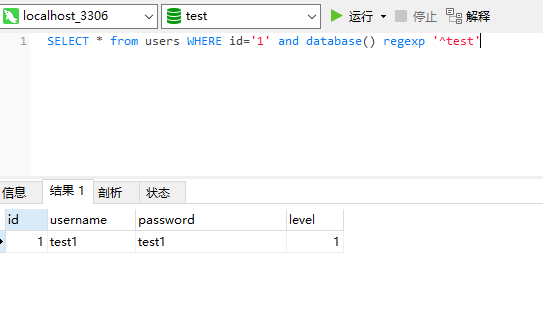 localhost_3306 test 运行 停止 解释
1 SELECT * from users WHERE id='1' and database() regexp '^test'
信息 结果 1 剖析 状态
id username password level
1 test1 test1 1